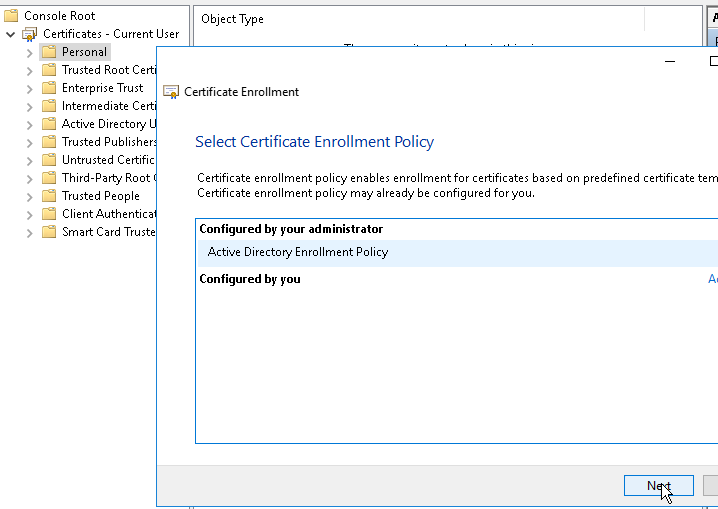 Console Root
Certificates - Current User
Personal
Trusted Root Certi
Enterprise Trust
Intermediate Certi
Active Directory U
Trusted Publishers
Untrusted Certific
Third-Party Root
Trusted People
Client Authenticat
Smart Card Truste
Object Type
Certificate Enrollment
Select Certificate Enrollment Policy
Certificate enrollment policy enables enrollment for certificates based on predefined certificate tem
Certificate enrollment policy may already be configured for you.
Configured by your administrator
Active Directory Enrollment Policy
Configured by you
Next